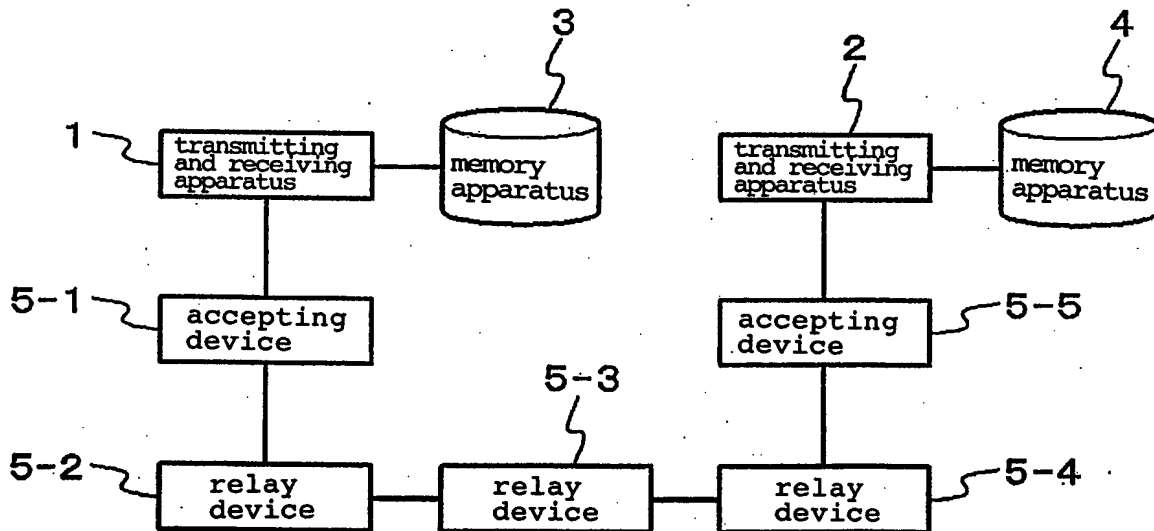 3
4
2
1
transmitting
and receiving
apparatus
memory
apparatus
transmitting
and receiving
apparatus
memory
apparatus
5-1
accepting
device
accepting
device
5-5
5-3
5-2
relay
device
relay
device
relay
device
5-4